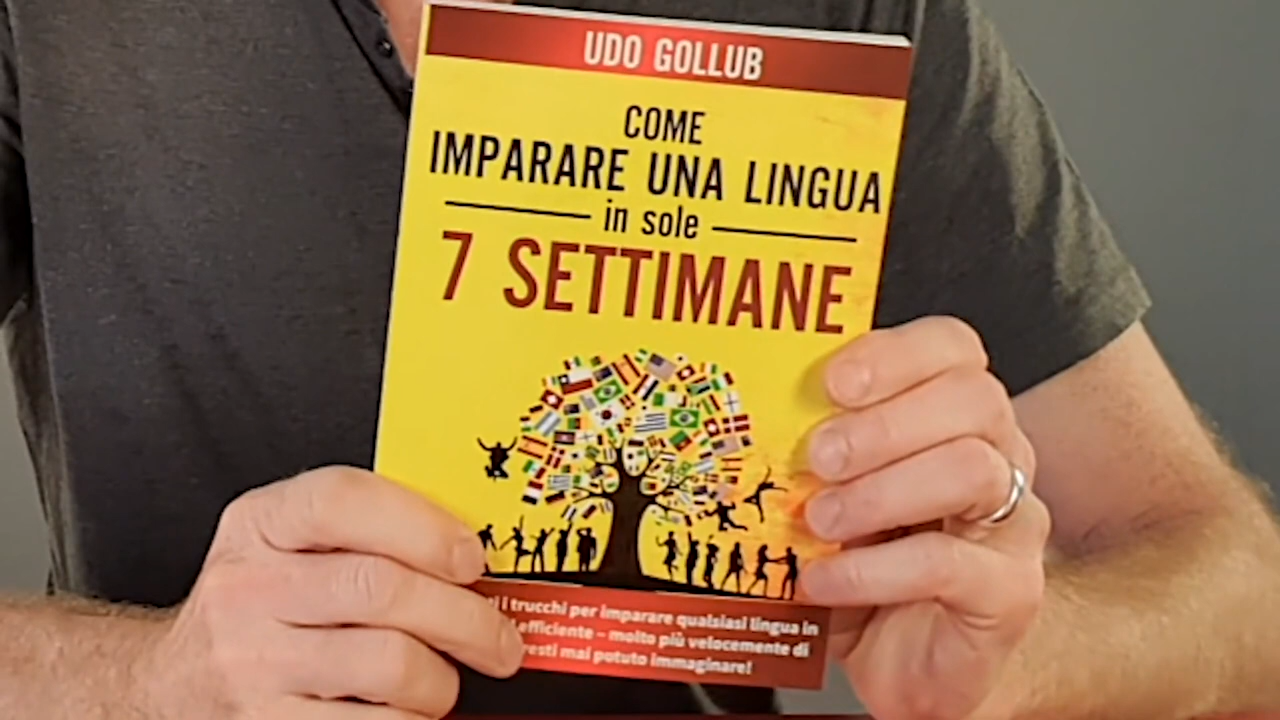 UDO GOLLUB
COME
IMPARARE UNA LINGUA
in sole
7 SETTIMANE
i trucchi per imparare qualsiasi lingua in
efficiente – molto più velocemente di
mai potuto immaginare!